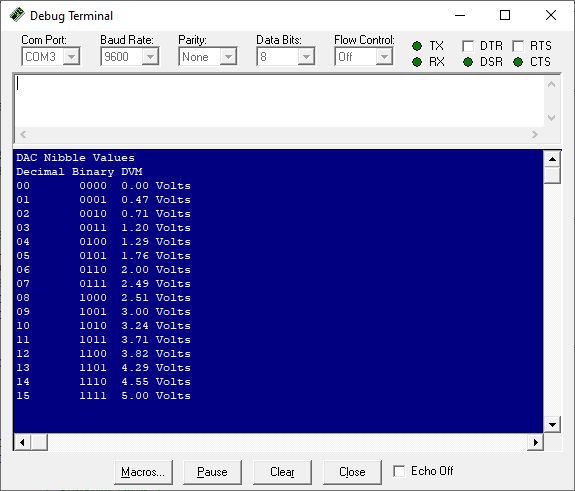 Debug Terminal
Com Port: Baud Rate: Parity: Data Bits: Flow Control: TX DTR RTS
COM3 9600 None 8 Off RX DSR CTS
DAC Nibble Values
Decimal Binary DVM
00 0000 0.00 Volts
01 0001 0.47 Volts
02 0010 0.71 Volts
03 0011 1.20 Volts
04 0100 1.29 Volts
05 0101 1.76 Volts
06 0110 2.00 Volts
07 0111 2.49 Volts
08 1000 2.51 Volts
09 1001 3.00 Volts
10 1010 3.24 Volts
11 1011 3.71 Volts
12 1100 3.82 Volts
13 1101 4.29 Volts
14 1110 4.55 Volts
15 1111 5.00 Volts
Macros... Pause Clear Close Echo Off